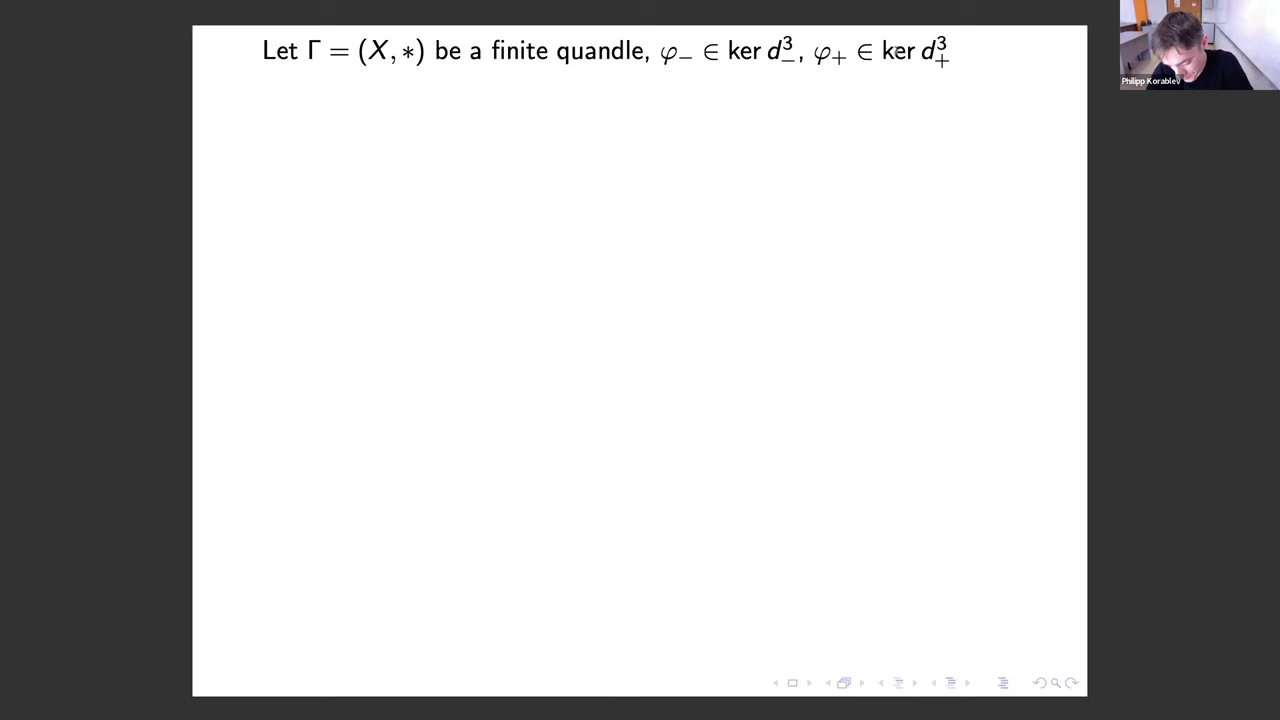 Let Γ = (X, ∗) be a finite quandle, φ₋ ∈ ker d³₋, φ₊ ∈ ker d³₊
Philipp Korablev